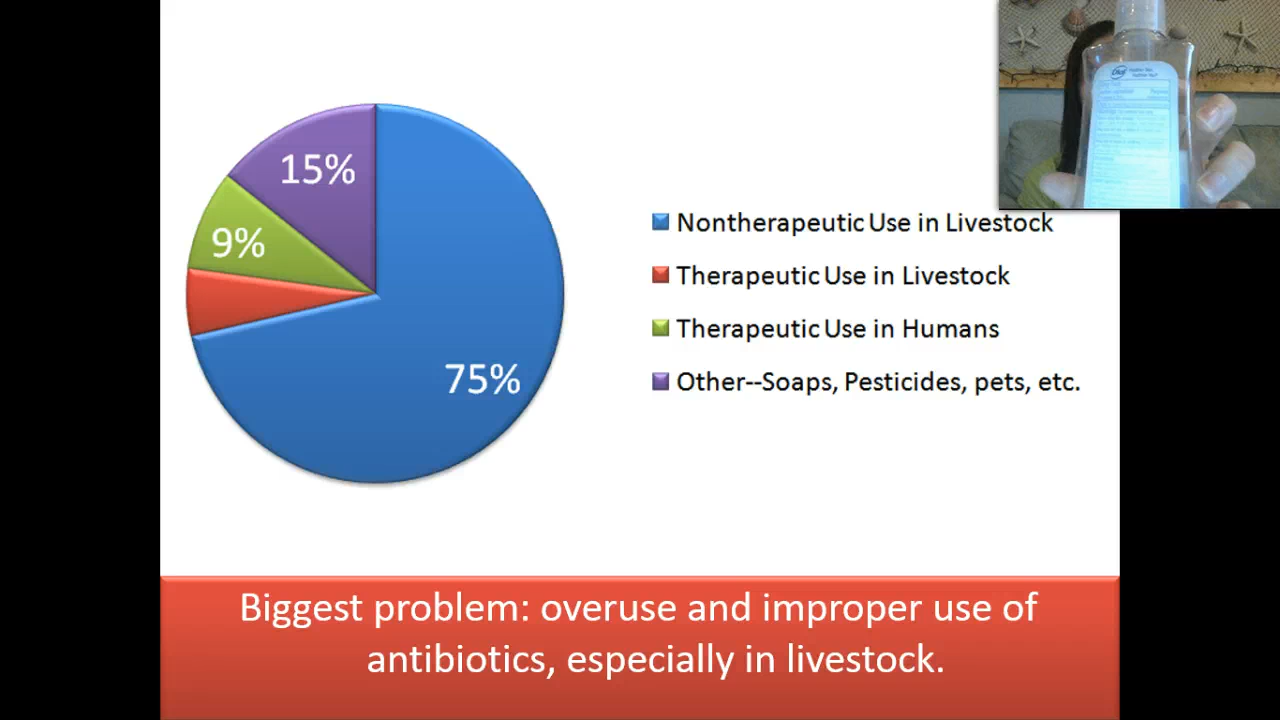 15%
9%
75%
Nontherapeutic Use in Livestock
Therapeutic Use in Livestock
Therapeutic Use in Humans
Other--Soaps, Pesticides, pets, etc.
Dial
Biggest problem: overuse and improper use of
antibiotics, especially in livestock.